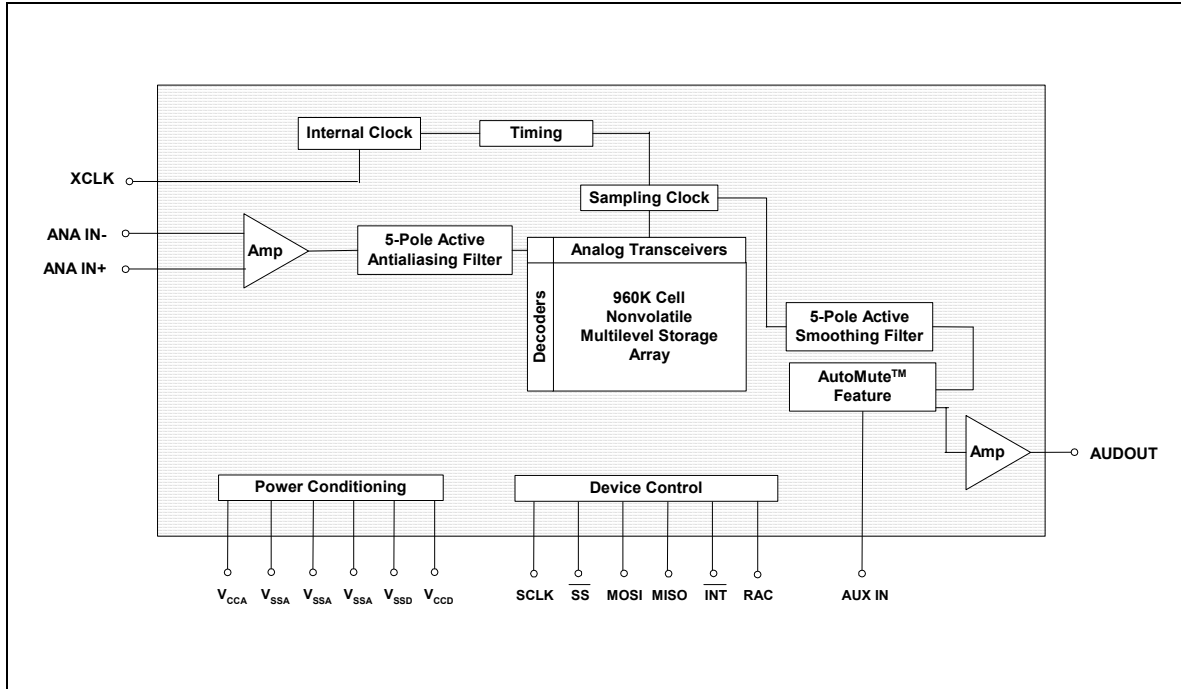 Internal Clock
Timing
XCLK
Sampling Clock
ANA IN-
ANA IN+
Amp
5-Pole Active
Antialiasing Filter
Analog Transceivers
Decoders
960K Cell
Nonvolatile
Multilevel Storage
Array
5-Pole Active
Smoothing Filter
AutoMute™
Feature
Amp
AUDOUT
Power Conditioning
Device Control
VCCA VSSA VSSA VSSA VSSD VCCD
SCLK S̅S̅ MOSI MISO I̅N̅T̅ RAC
AUX IN